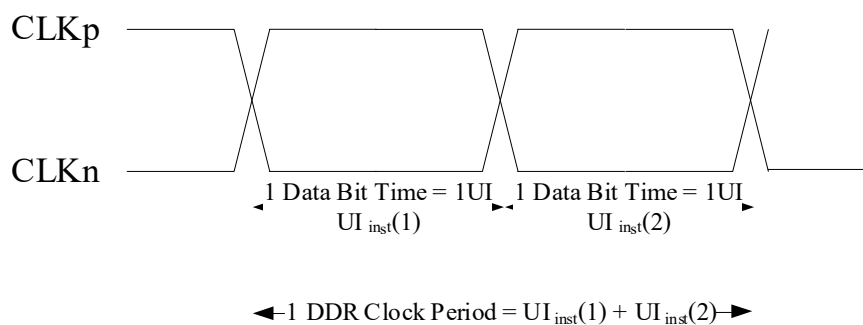 CLKp
CLKn
1 Data Bit Time = 1UI
UI inst(1)
1 Data Bit Time = 1UI
UI inst(2)
1 DDR Clock Period = UI inst(1) + UI inst(2)